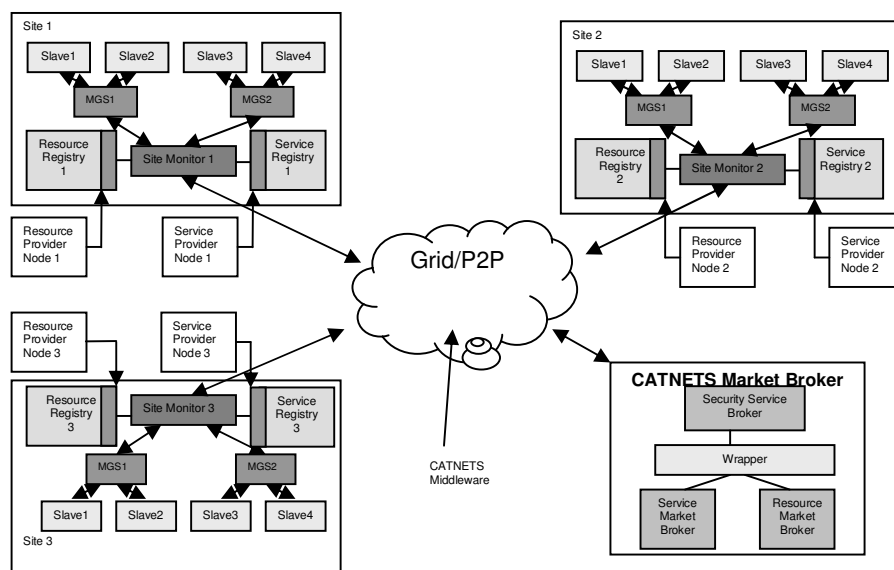 Site 1
Slave1
Slave2
Slave3
Slave4
MGS1
MGS2
Resource
Registry
1
Site Monitor 1
Service
Registry
1
Resource
Provider
Node 1
Service
Provider
Node 1
Site 2
Slave1
Slave2
Slave3
Slave4
MGS1
MGS2
Resource
Registry
2
Site Monitor 2
Service
Registry 2
Resource
Provider
Node 2
Service
Provider
Node 2
Grid/P2P
CATNETS
Middleware
Resource
Provider
Node 3
Service
Provider
Node 3
Resource
Registry
3
Site Monitor 3
Service
Registry
3
MGS1
MGS2
Slave1
Slave2
Slave3
Slave4
Site 3
CATNETS Market Broker
Security Service
Broker
Wrapper
Service
Market
Broker
Resource
Market
Broker